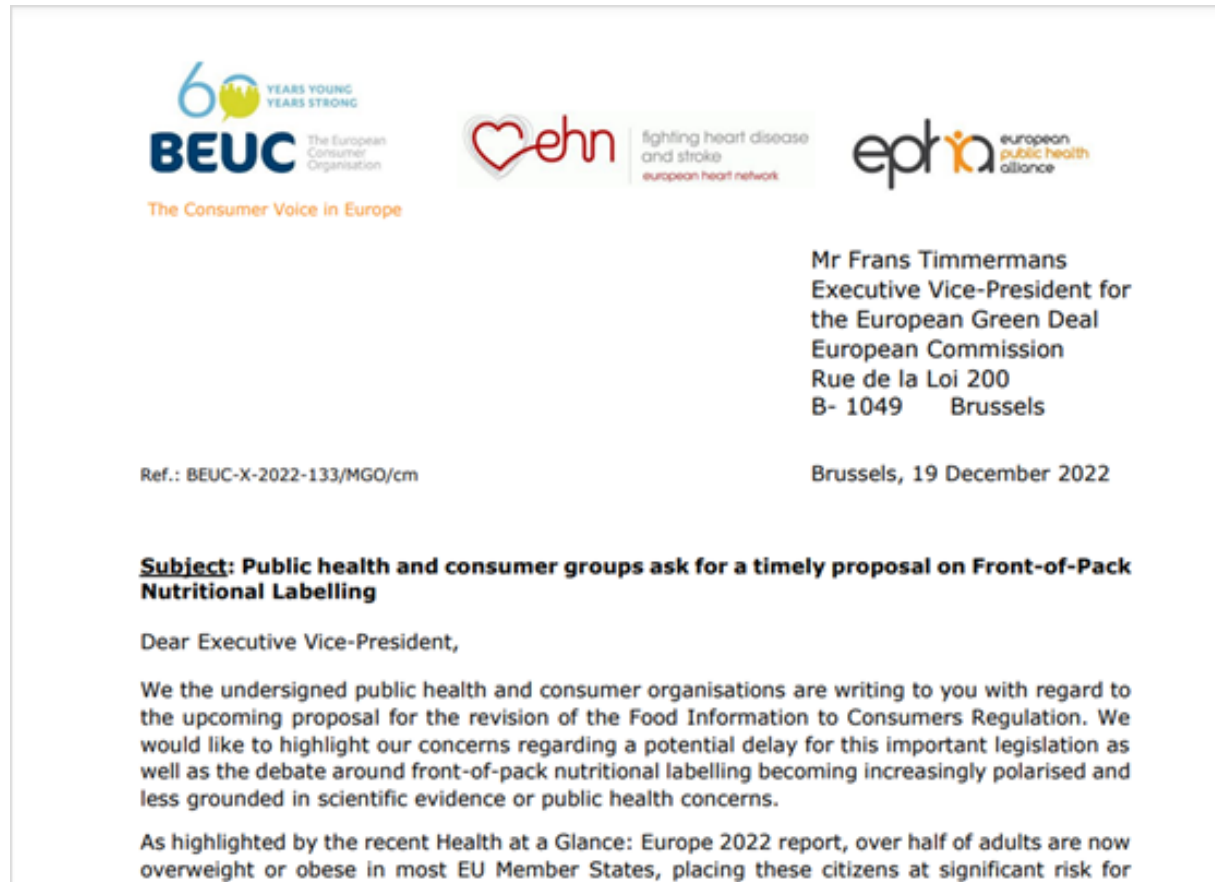 60 YEARS YOUNG
YEARS STRONG
BEUC The European
Consumer
Organisation
The Consumer Voice in Europe
ehn fighting heart disease
and stroke
european heart network
epha european
public health
alliance
Mr Frans Timmermans
Executive Vice-President for
the European Green Deal
European Commission
Rue de la Loi 200
B- 1049 Brussels
Ref.: BEUC-X-2022-133/MGO/cm
Brussels, 19 December 2022
Subject: Public health and consumer groups ask for a timely proposal on Front-of-Pack
Nutritional Labelling
Dear Executive Vice-President,
We the undersigned public health and consumer organisations are writing to you with regard to
the upcoming proposal for the revision of the Food Information to Consumers Regulation. We
would like to highlight our concerns regarding a potential delay for this important legislation as
well as the debate around front-of-pack nutritional labelling becoming increasingly polarised and
less grounded in scientific evidence or public health concerns.
As highlighted by the recent Health at a Glance: Europe 2022 report, over half of adults are now
overweight or obese in most EU Member States, placing these citizens at significant risk for